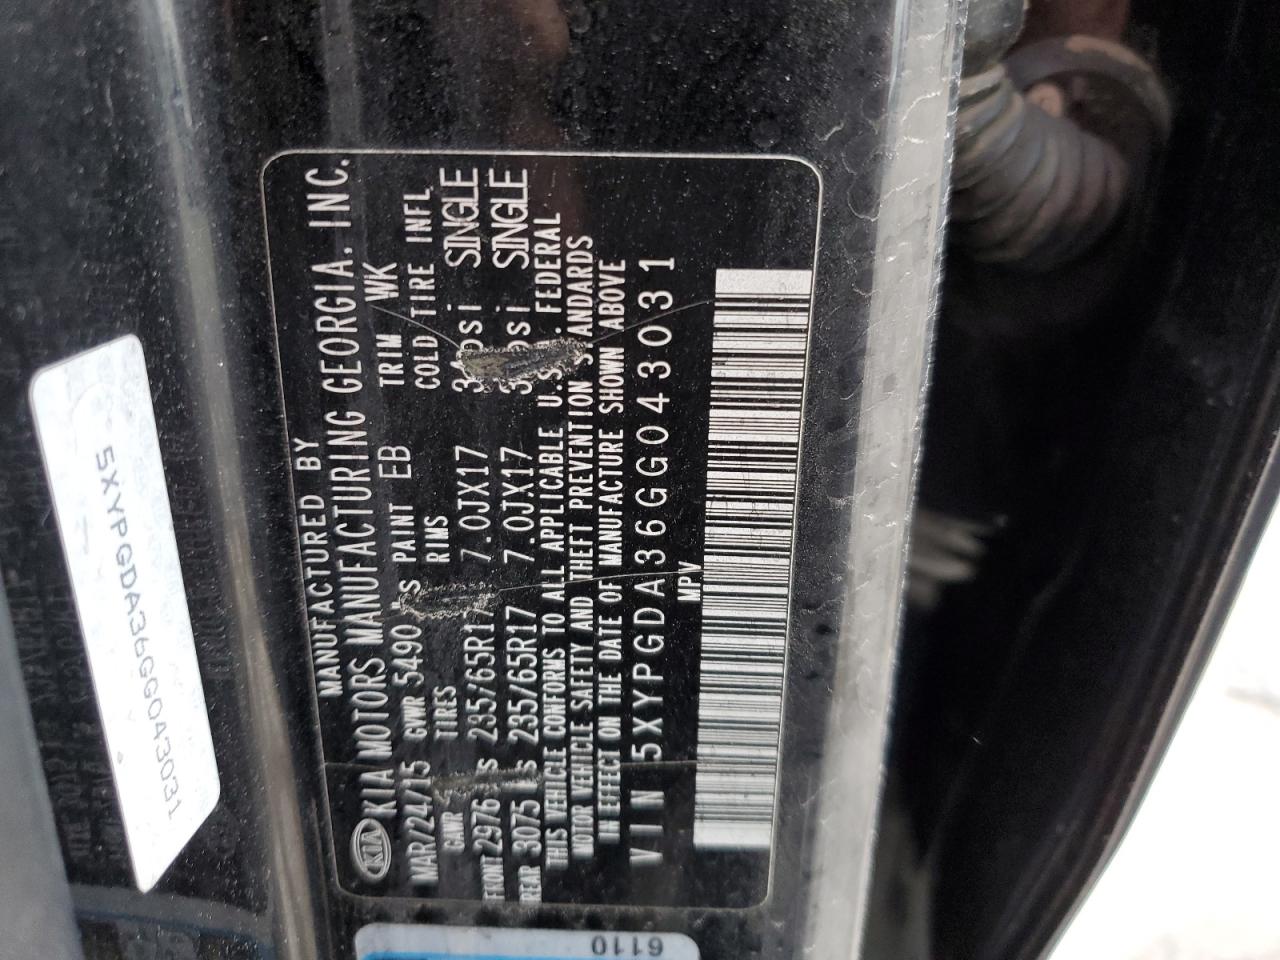 MANUFACTURED BY
KIA KIA MOTORS MANUFACTURING GEORGIA. INC.
MAR/24/15 GVWR 5490 PAINT EB TRIM WK
GAWR TIRES RIMS COLD TIRE INFL
FRONT 2976 235/65R17 7.0JX17 psi SINGLE
REAR 3075 235/65R17 7.0JX17 psi SINGLE
THIS VEHICLE CONFORMS TO ALL APPLICABLE U.S. FEDERAL
MOTOR VEHICLE SAFETY AND THEFT PREVENTION STANDARDS
IN EFFECT ON THE DATE OF MANUFACTURE SHOWN ABOVE
VIN 5XYPGDA36GG043031
MPV
5XYPGDA36GG043031
6110